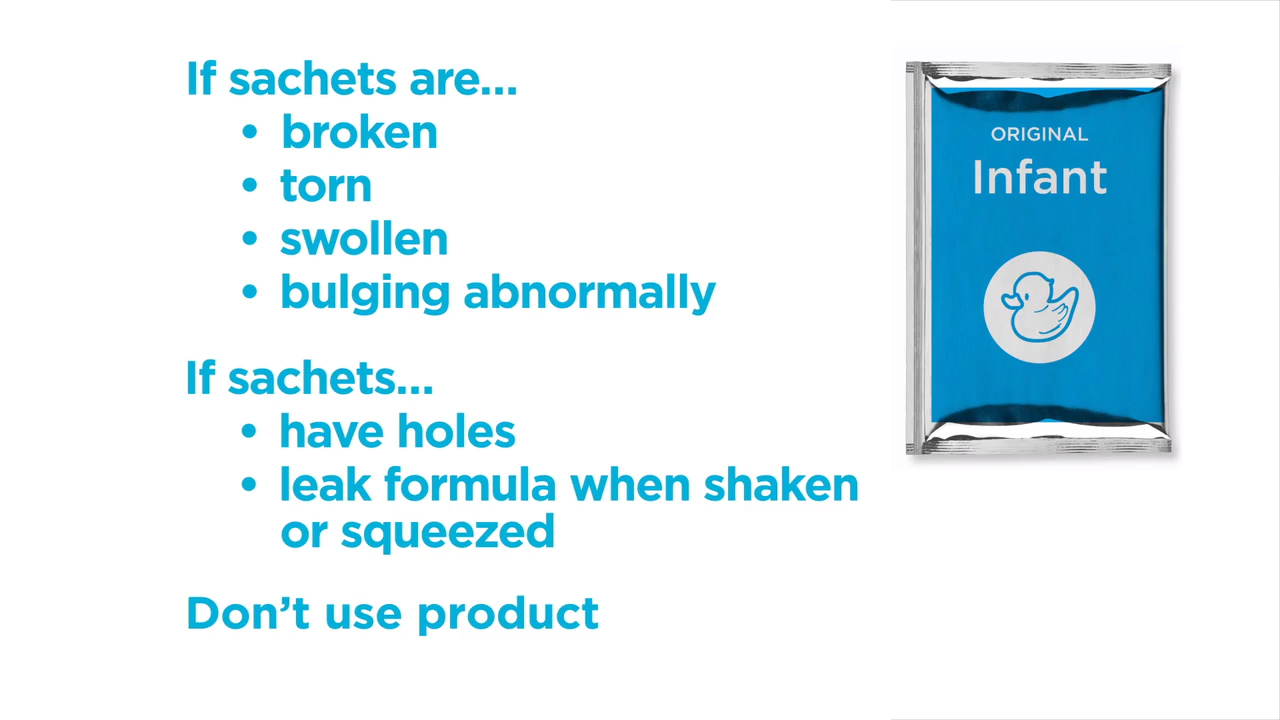 If sachets are...
• broken
• torn
• swollen
• bulging abnormally
If sachets...
• have holes
• leak formula when shaken
or squeezed
Don’t use product
ORIGINAL
Infant